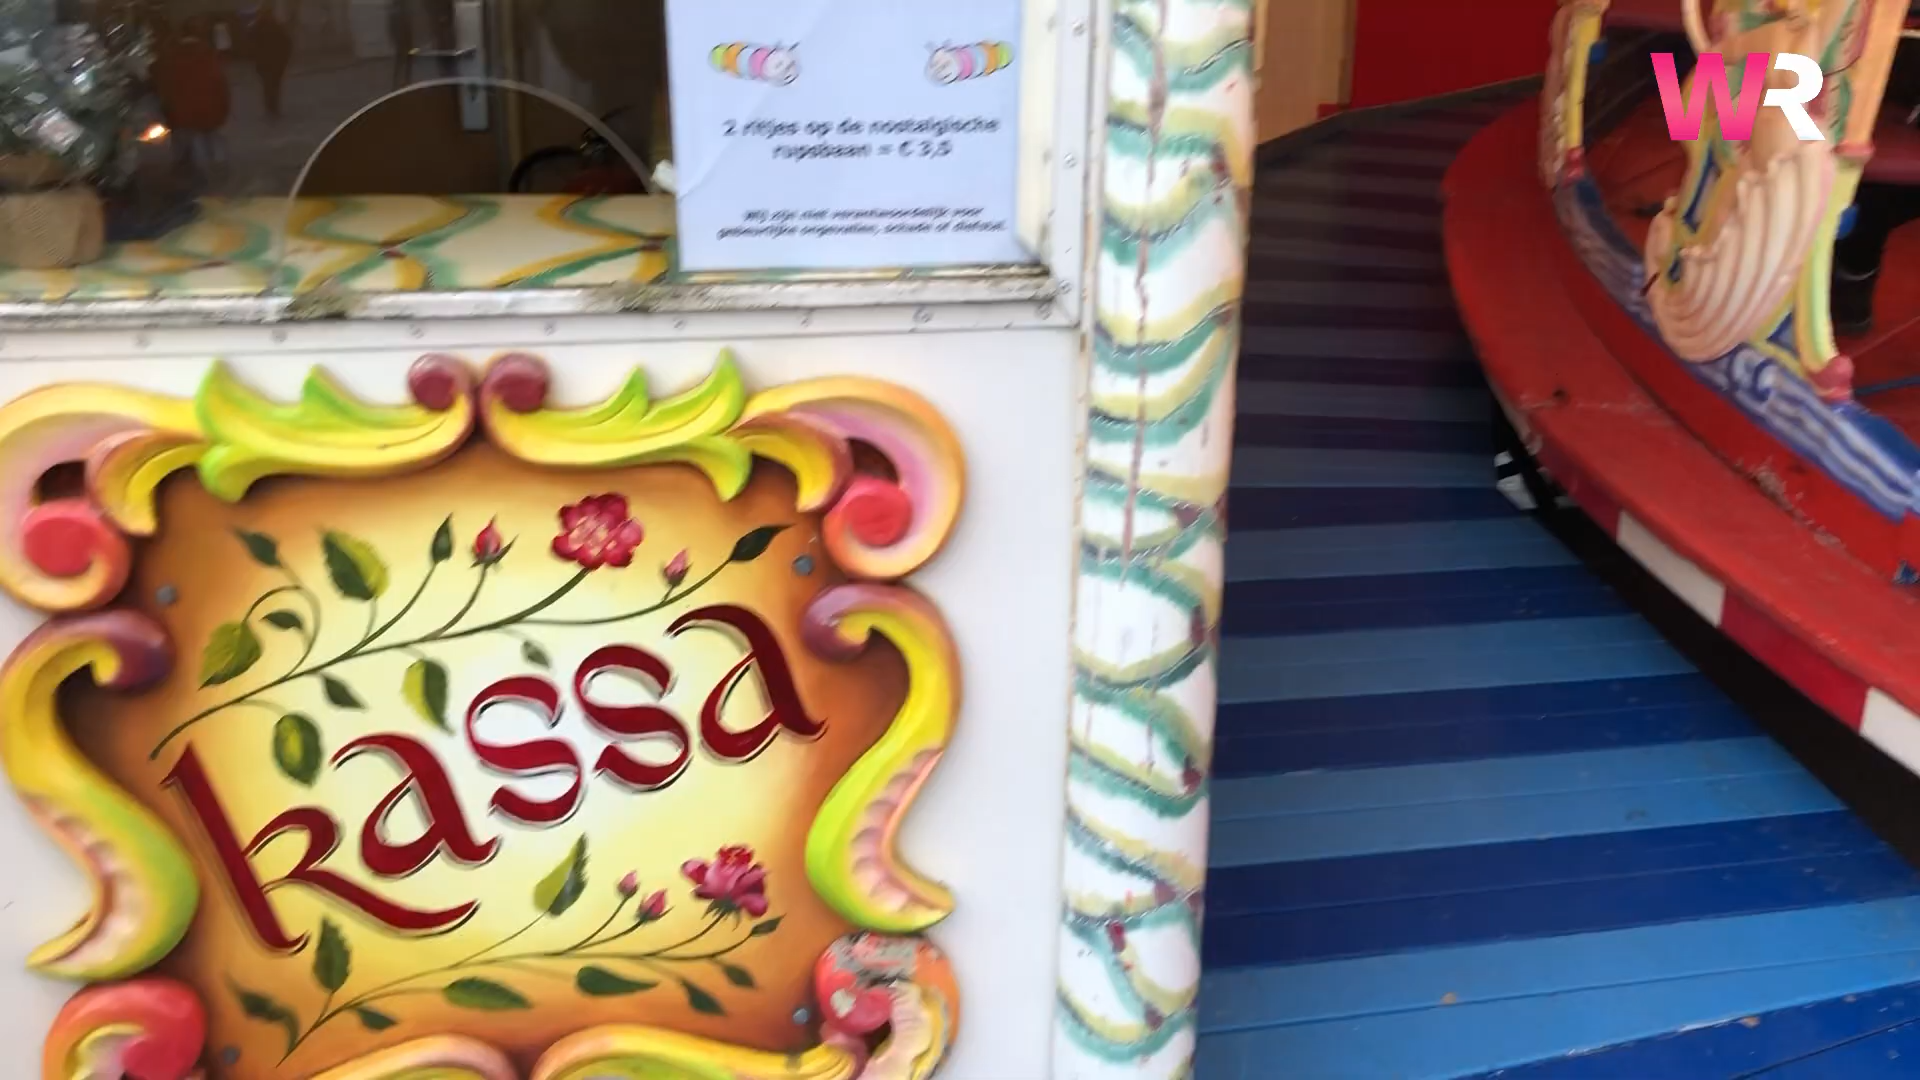 WR
2 ritjes op de nostalgische
rupsbaan = € 3,5
Wij zijn niet verantwoordelijk voor
gebeurlijke ongevallen, schade of diefstal.
kassa